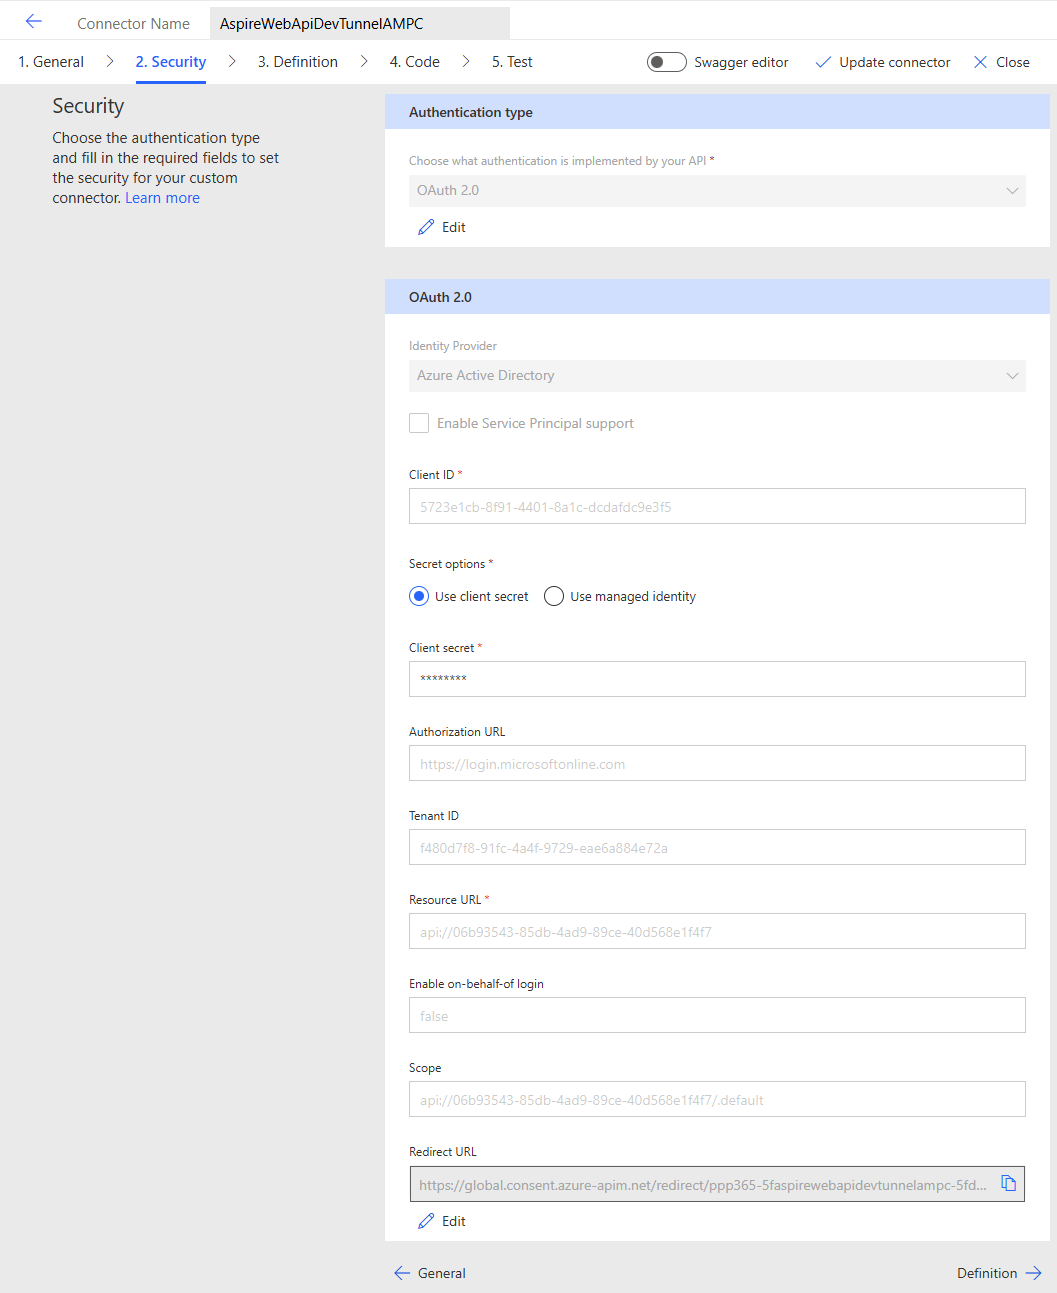 Connector Name
AspireWebApiDevTunnelAMPC
1. General
2. Security
3. Definition
4. Code
5. Test
Swagger editor
Update connector
Close
Security
Choose the authentication type
and fill in the required fields to set
the security for your custom
connector. Learn more
Authentication type
Choose what authentication is implemented by your API *
OAuth 2.0
Edit
OAuth 2.0
Identity Provider
Azure Active Directory
Enable Service Principal support
Client ID *
5723e1cb-8f91-4401-8a1c-dcdafdc9e3f5
Secret options *
Use client secret
Use managed identity
Client secret *
********
Authorization URL
https://login.microsoftonline.com
Tenant ID
f480d7f8-91fc-4a4f-9729-eae6a884e72a
Resource URL *
api://06b93543-85db-4ad9-89ce-40d568e1f4f7
Enable on-behalf-of login
false
Scope
api://06b93543-85db-4ad9-89ce-40d568e1f4f7/.default
Redirect URL
https://global.consent.azure-apim.net/redirect/ppp365-5faspirewebapidevtunnelampc-5fd...
Edit
General
Definition